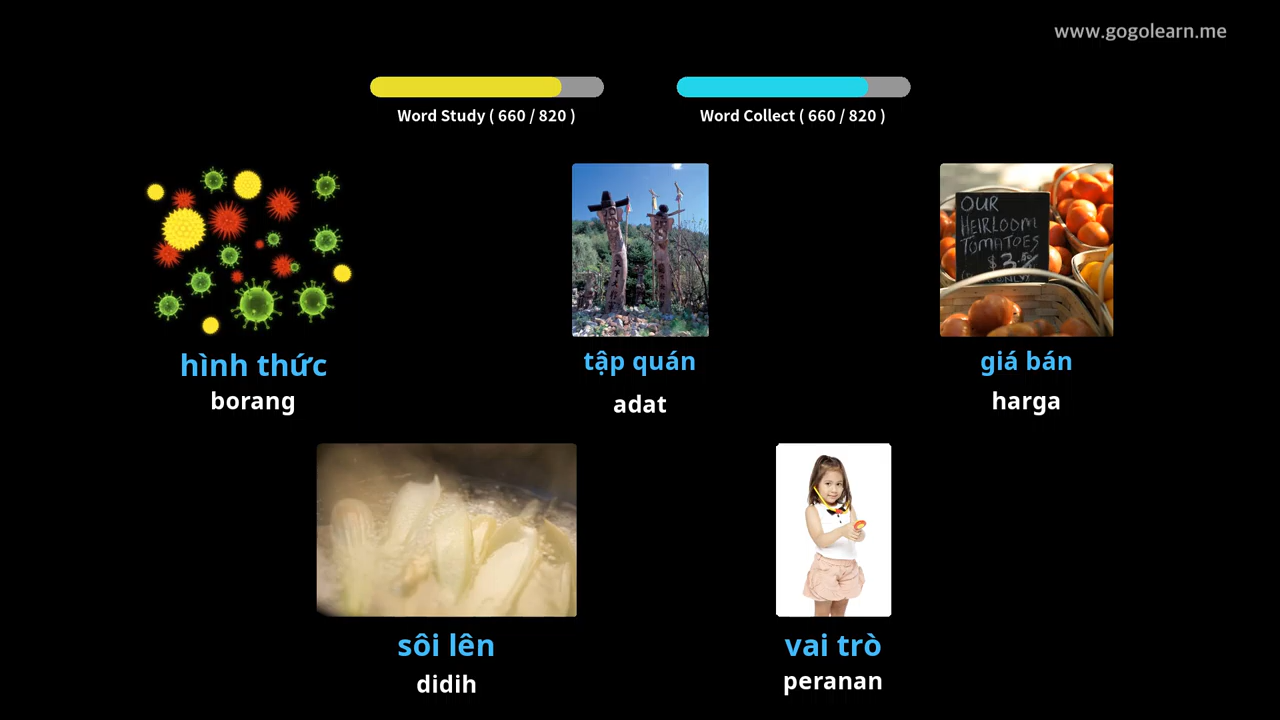 www.gogolearn.me
Word Study ( 660 / 820 )
Word Collect ( 660 / 820 )
OUR
HEIRLOOM
TOMATOES
hình thức
borang
tập quán
adat
giá bán
harga
sôi lên
didih
vai trò
peranan